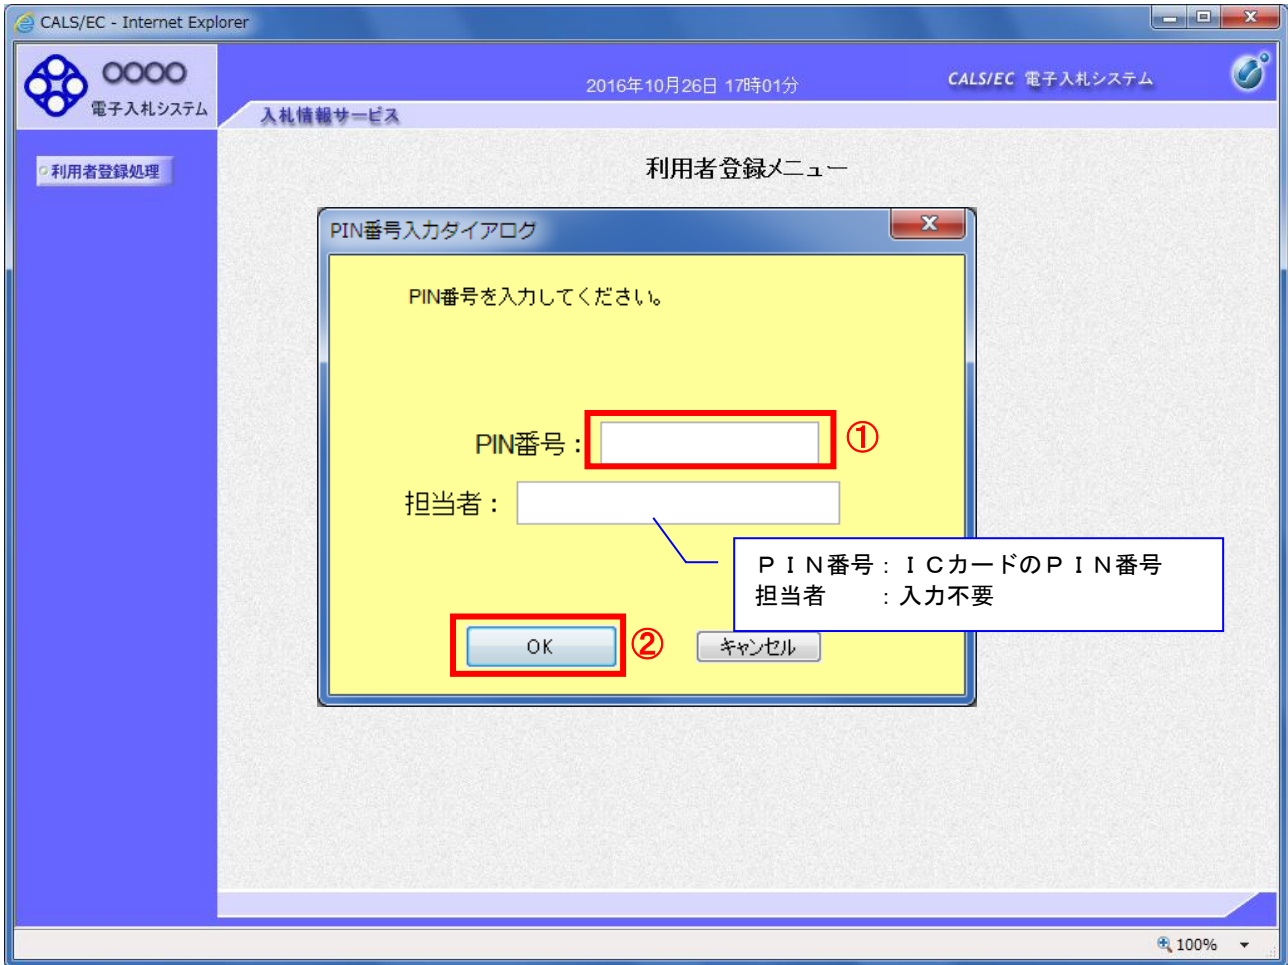 CALS/EC - Internet Explorer
○○○○
電子入札システム
2016年10月26日 17時01分
CALS/EC 電子入札システム
入札情報サービス
利用者登録処理
利用者登録メニュー
PIN番号入力ダイアログ
PIN番号を入力してください。
PIN番号：
①
担当者：
ＰＩＮ番号：ＩＣカードのＰＩＮ番号
担当者　　：入力不要
OK
②
キャンセル
100%